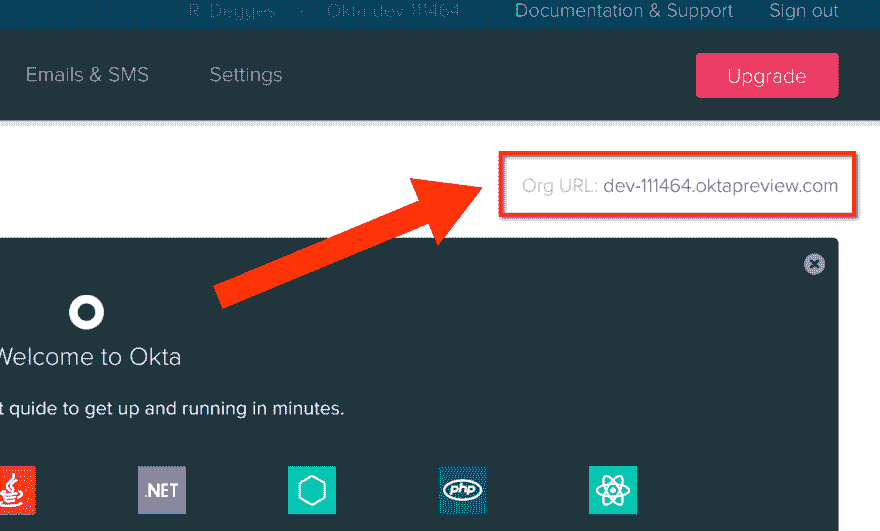 R. Degges · Okta-dev-111464 Documentation & Support Sign out
Emails & SMS Settings Upgrade
Org URL: dev-111464.oktapreview.com
Welcome to Okta
t guide to get up and running in minutes.
.NET php